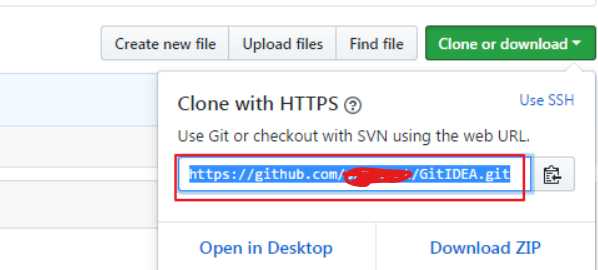 Create new file Upload files Find file Clone or download
Clone with HTTPS Use SSH
Use Git or checkout with SVN using the web URL.
https://github.com/ /GitIDEA.git
Open in Desktop Download ZIP